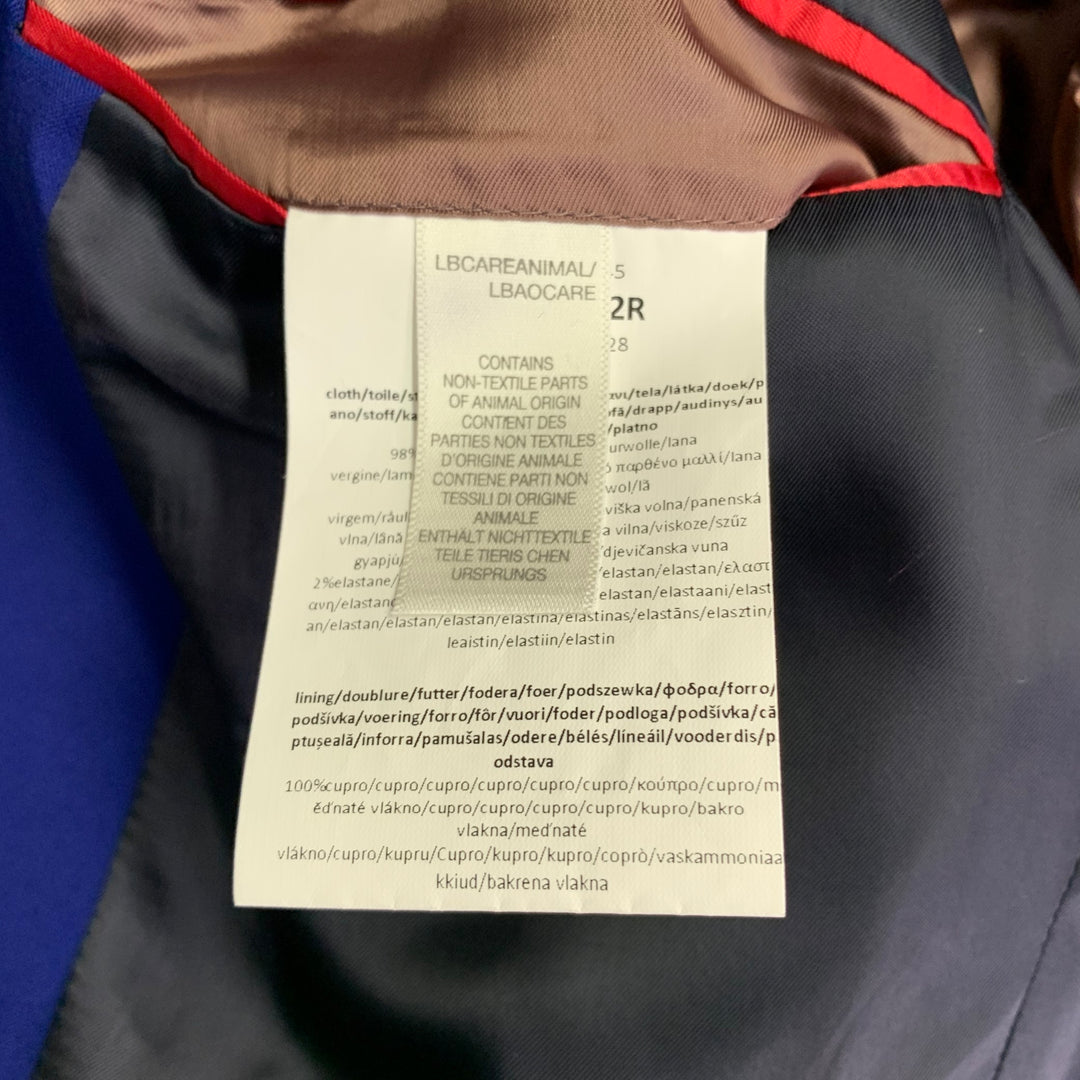 LBCAREANIMAL/
LBAOCARE
CONTAINS
NON-TEXTILE PARTS
OF ANIMAL ORIGIN
CONTIENT DES
PARTIES NON TEXTILES
D'ORIGINE ANIMALE
CONTIENE PARTI NON
TESSILI DI ORIGINE
ANIMALE
ENTHÄLT NICHTTEXTILE
TEILE TIERIS CHEN
URSPRUNGS
5
2R
28
cloth/toile/ /tela/látka/doek/p
ano/stoff/ka fă/drapp/audinys/au
/platno
98% urwolle/lana
vergine/lam παρθένο μαλλί/lana
wol/lã
virgem/råul viška volna/panenská
vlna/lână a vilna/viskoze/szűz
gyapjú/ djevičanska vuna
2%elastane/ elastan/elastan/ελαστ
ανη/elastan elastan/elastaani/elast
an/elastan/elastan/elastan/elastina/elastinas/elastāns/elasztin/
leaistin/elastiin/elastin
lining/doublure/futter/fodera/foer/podszewka/φοδρα/forro/
podšívka/voering/forro/fôr/vuori/foder/podloga/podšívka/că
ptușeală/inforra/pamušalas/odere/bélés/líneáil/vooderdis/p
odstava
100%cupro/cupro/cupro/cupro/cupro/cupro/κούπρο/cupro/m
ěďnaté vlákno/cupro/cupro/cupro/cupro/kupro/bakro
vlakna/meďnaté
vlákno/cupro/kupru/Cupro/kupro/kupro/coprò/vaskammoniaa
kkiud/bakrena vlakna